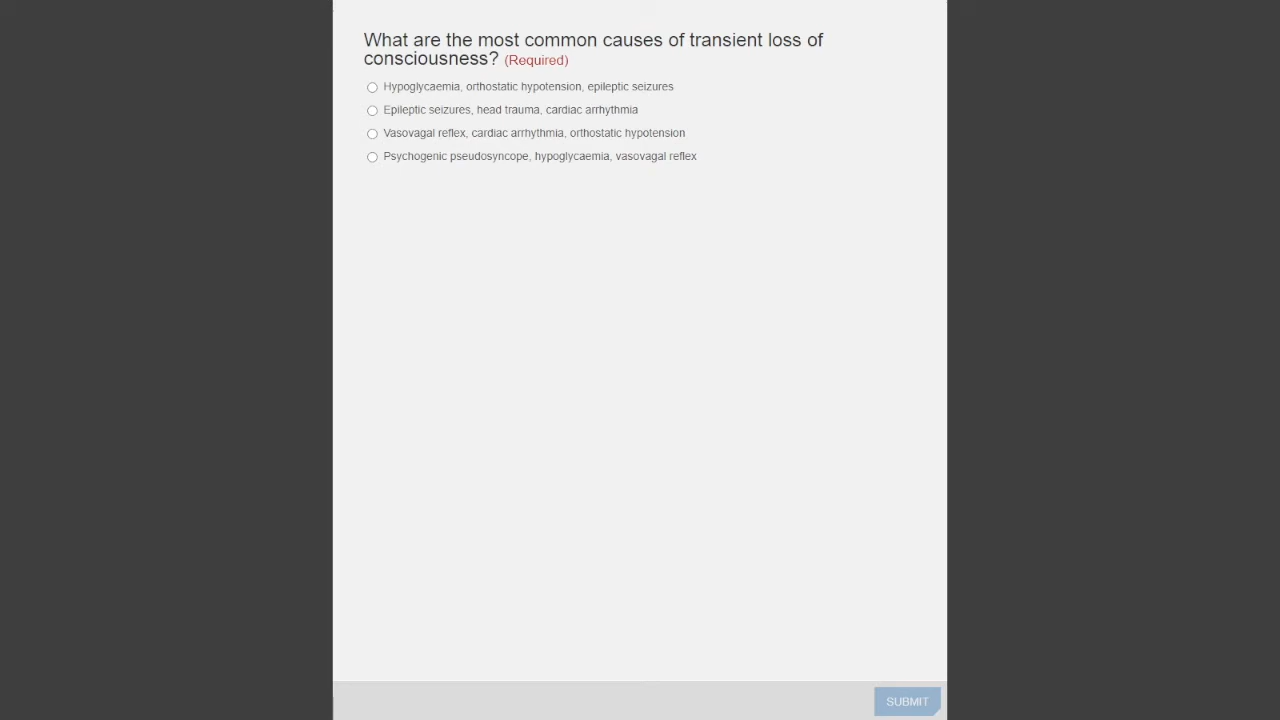 What are the most common causes of transient loss of
consciousness? (Required)
Hypoglycaemia, orthostatic hypotension, epileptic seizures
Epileptic seizures, head trauma, cardiac arrhythmia
Vasovagal reflex, cardiac arrhythmia, orthostatic hypotension
Psychogenic pseudosyncope, hypoglycaemia, vasovagal reflex
SUBMIT